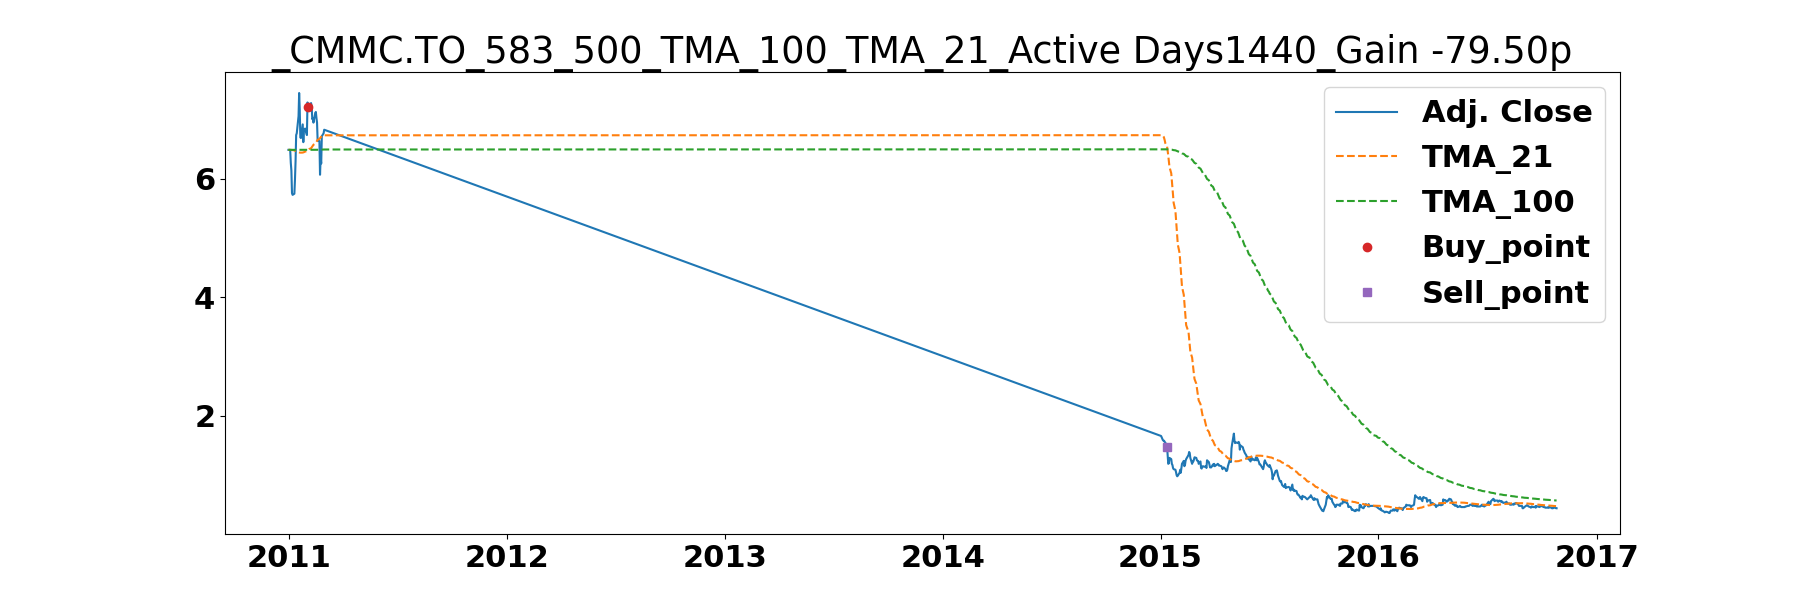 _CMMC.TO_583_500_TMA_100_TMA_21_Active Days1440_Gain -79.50p
Adj. Close
TMA_21
TMA_100
Buy_point
Sell_point
6
4
2
2011 2012 2013 2014 2015 2016 2017